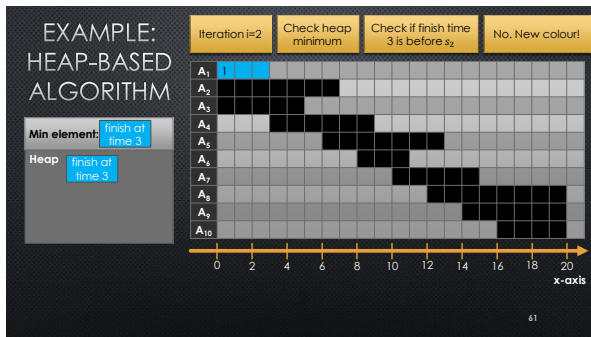 EXAMPLE:
HEAP-BASED
ALGORITHM
Iteration i=2
Check heap
minimum
Check if finish time
3 is before s₂
No. New colour!
Min element:
finish at
time 3
Heap
finish at
time 3
A₁ 1
A₂
A₃
A₄
A₅
A₆
A₇
A₈
A₉
A₁₀
0 2 4 6 8 10 12 14 16 18 20
x-axis
61